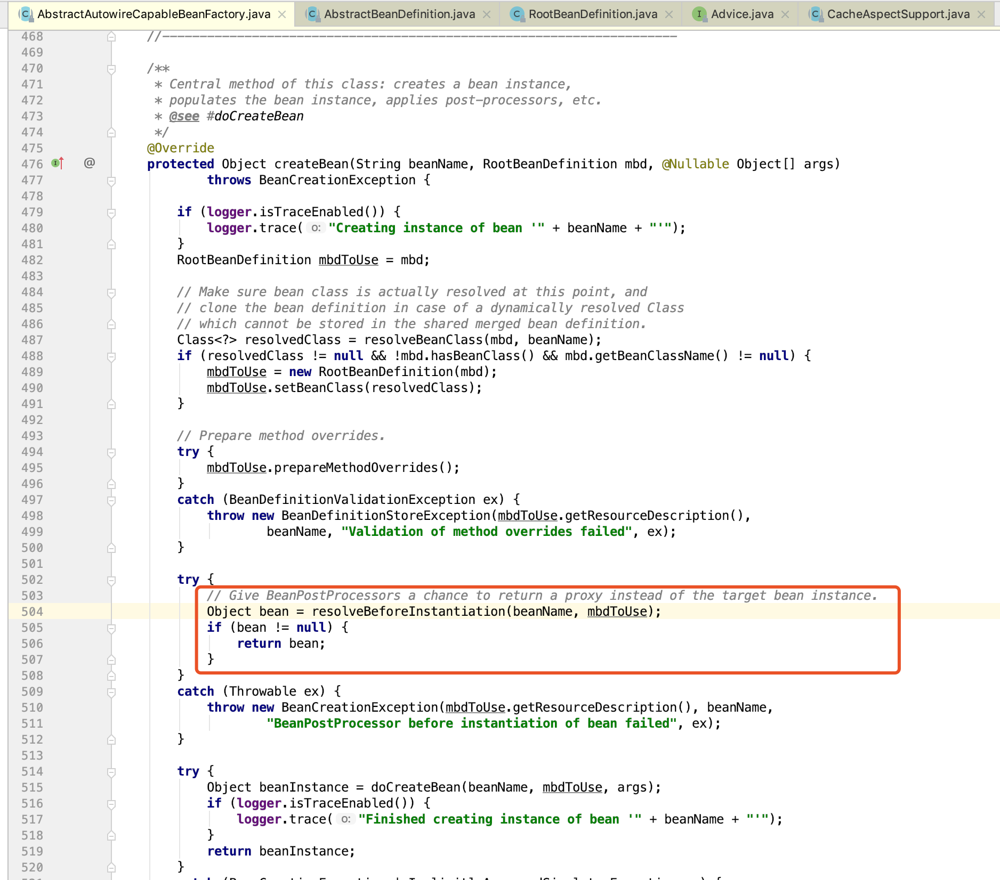 AbstractAutowireCapableBeanFactory.java AbstractBeanDefinition.java RootBeanDefinition.java Advice.java CacheAspectSupport.java
468 //---------------------------------------------------------------------
469
470 /**
471 * Central method of this class: creates a bean instance,
472 * populates the bean instance, applies post-processors, etc.
473 * @see #doCreateBean
474 */
475 @Override
476 @ protected Object createBean(String beanName, RootBeanDefinition mbd, @Nullable Object[] args)
477 throws BeanCreationException {
478
479 if (logger.isTraceEnabled()) {
480 logger.trace( o: "Creating instance of bean '" + beanName + "'");
481 }
482 RootBeanDefinition mbdToUse = mbd;
483
484 // Make sure bean class is actually resolved at this point, and
485 // clone the bean definition in case of a dynamically resolved Class
486 // which cannot be stored in the shared merged bean definition.
487 Class<?> resolvedClass = resolveBeanClass(mbd, beanName);
488 if (resolvedClass != null && !mbd.hasBeanClass() && mbd.getBeanClassName() != null) {
489 mbdToUse = new RootBeanDefinition(mbd);
490 mbdToUse.setBeanClass(resolvedClass);
491 }
492
493 // Prepare method overrides.
494 try {
495 mbdToUse.prepareMethodOverrides();
496 }
497 catch (BeanDefinitionValidationException ex) {
498 throw new BeanDefinitionStoreException(mbdToUse.getResourceDescription(),
499 beanName, "Validation of method overrides failed", ex);
500 }
501
502 try {
503 // Give BeanPostProcessors a chance to return a proxy instead of the target bean instance.
504 Object bean = resolveBeforeInstantiation(beanName, mbdToUse);
505 if (bean != null) {
506 return bean;
507 }
508 }
509 catch (Throwable ex) {
510 throw new BeanCreationException(mbdToUse.getResourceDescription(), beanName,
511 "BeanPostProcessor before instantiation of bean failed", ex);
512 }
513
514 try {
515 Object beanInstance = doCreateBean(beanName, mbdToUse, args);
516 if (logger.isTraceEnabled()) {
517 logger.trace( o: "Finished creating instance of bean '" + beanName + "'");
518 }
519 return beanInstance;
520 }